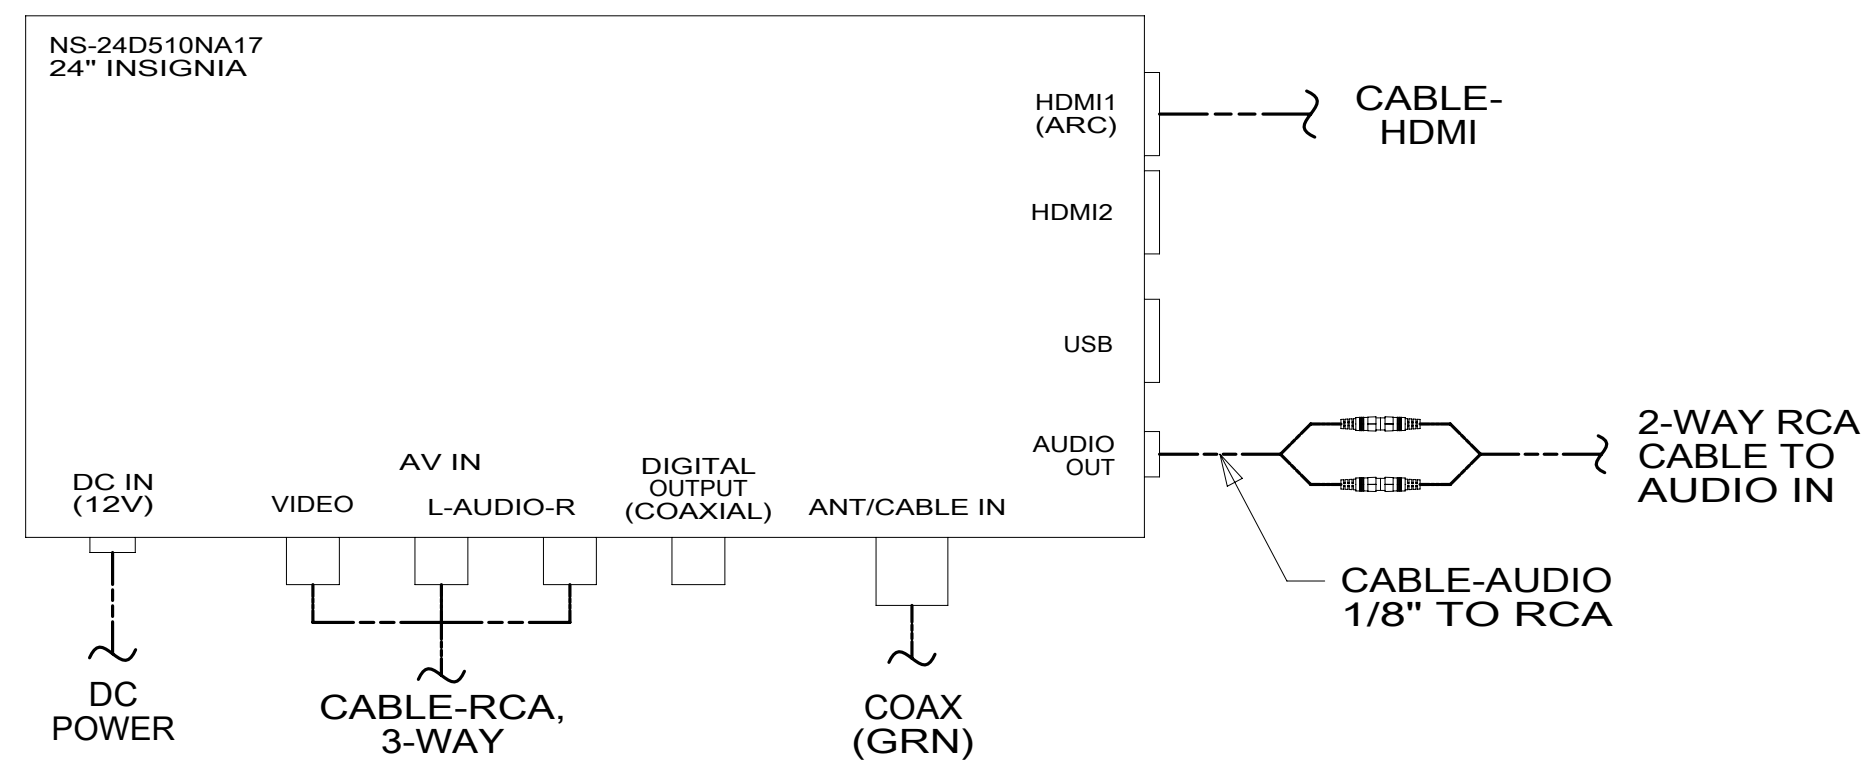 NS-24D510NA17
24" INSIGNIA
HDMI1
(ARC)
CABLE-
HDMI
HDMI2
USB
AUDIO
OUT
2-WAY RCA
CABLE TO
AUDIO IN
DC IN
(12V)
AV IN
VIDEO
L-AUDIO-R
DIGITAL
OUTPUT
(COAXIAL)
ANT/CABLE IN
CABLE-AUDIO
1/8" TO RCA
DC
POWER
CABLE-RCA,
3-WAY
COAX
(GRN)